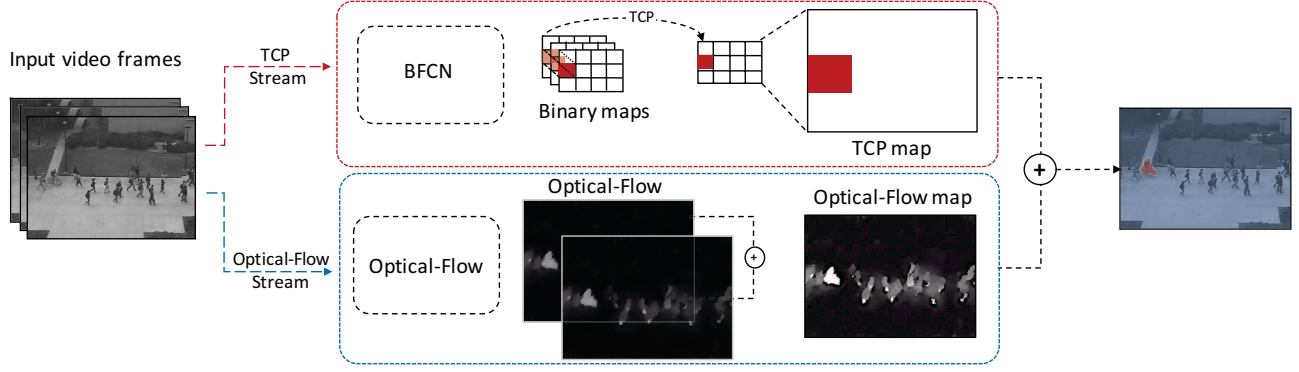 Input video frames
TCP
Stream
BFCN
TCP
Binary maps
TCP map
+
Optical-Flow
Stream
Optical-Flow
Optical-Flow
+
Optical-Flow map